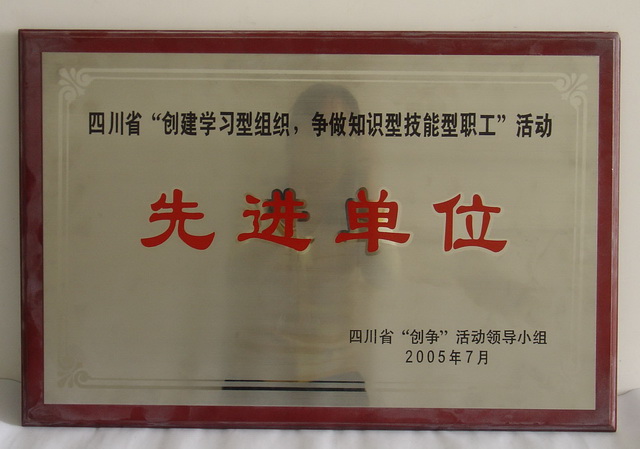 四川省“创建学习型组织，争做知识型技能型职工”活动
先进单位
四川省“创争”活动领导小组
2005年7月